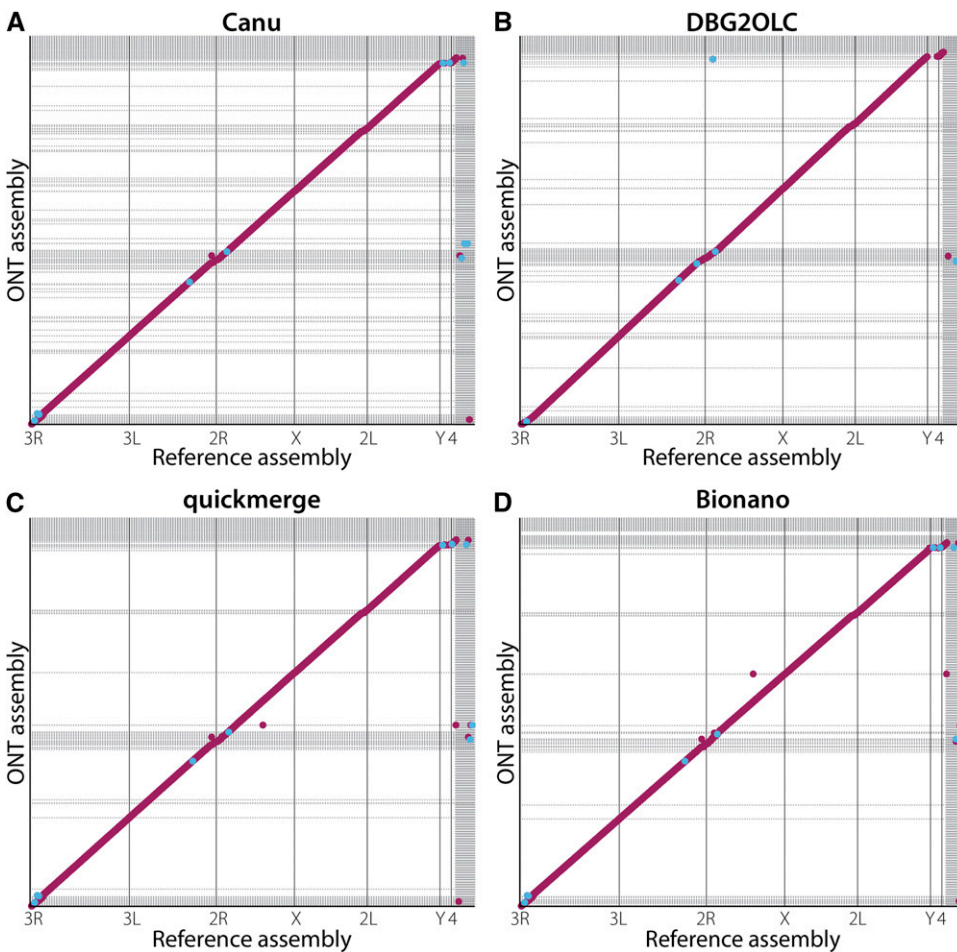 A Canu
ONT assembly
3R 3L 2R X 2L Y 4
Reference assembly
B DBG2OLC
ONT assembly
3R 3L 2R X 2L Y 4
Reference assembly
C quickmerge
ONT assembly
3R 3L 2R X 2L Y 4
Reference assembly
D Bionano
ONT assembly
3R 3L 2R X 2L Y 4
Reference assembly